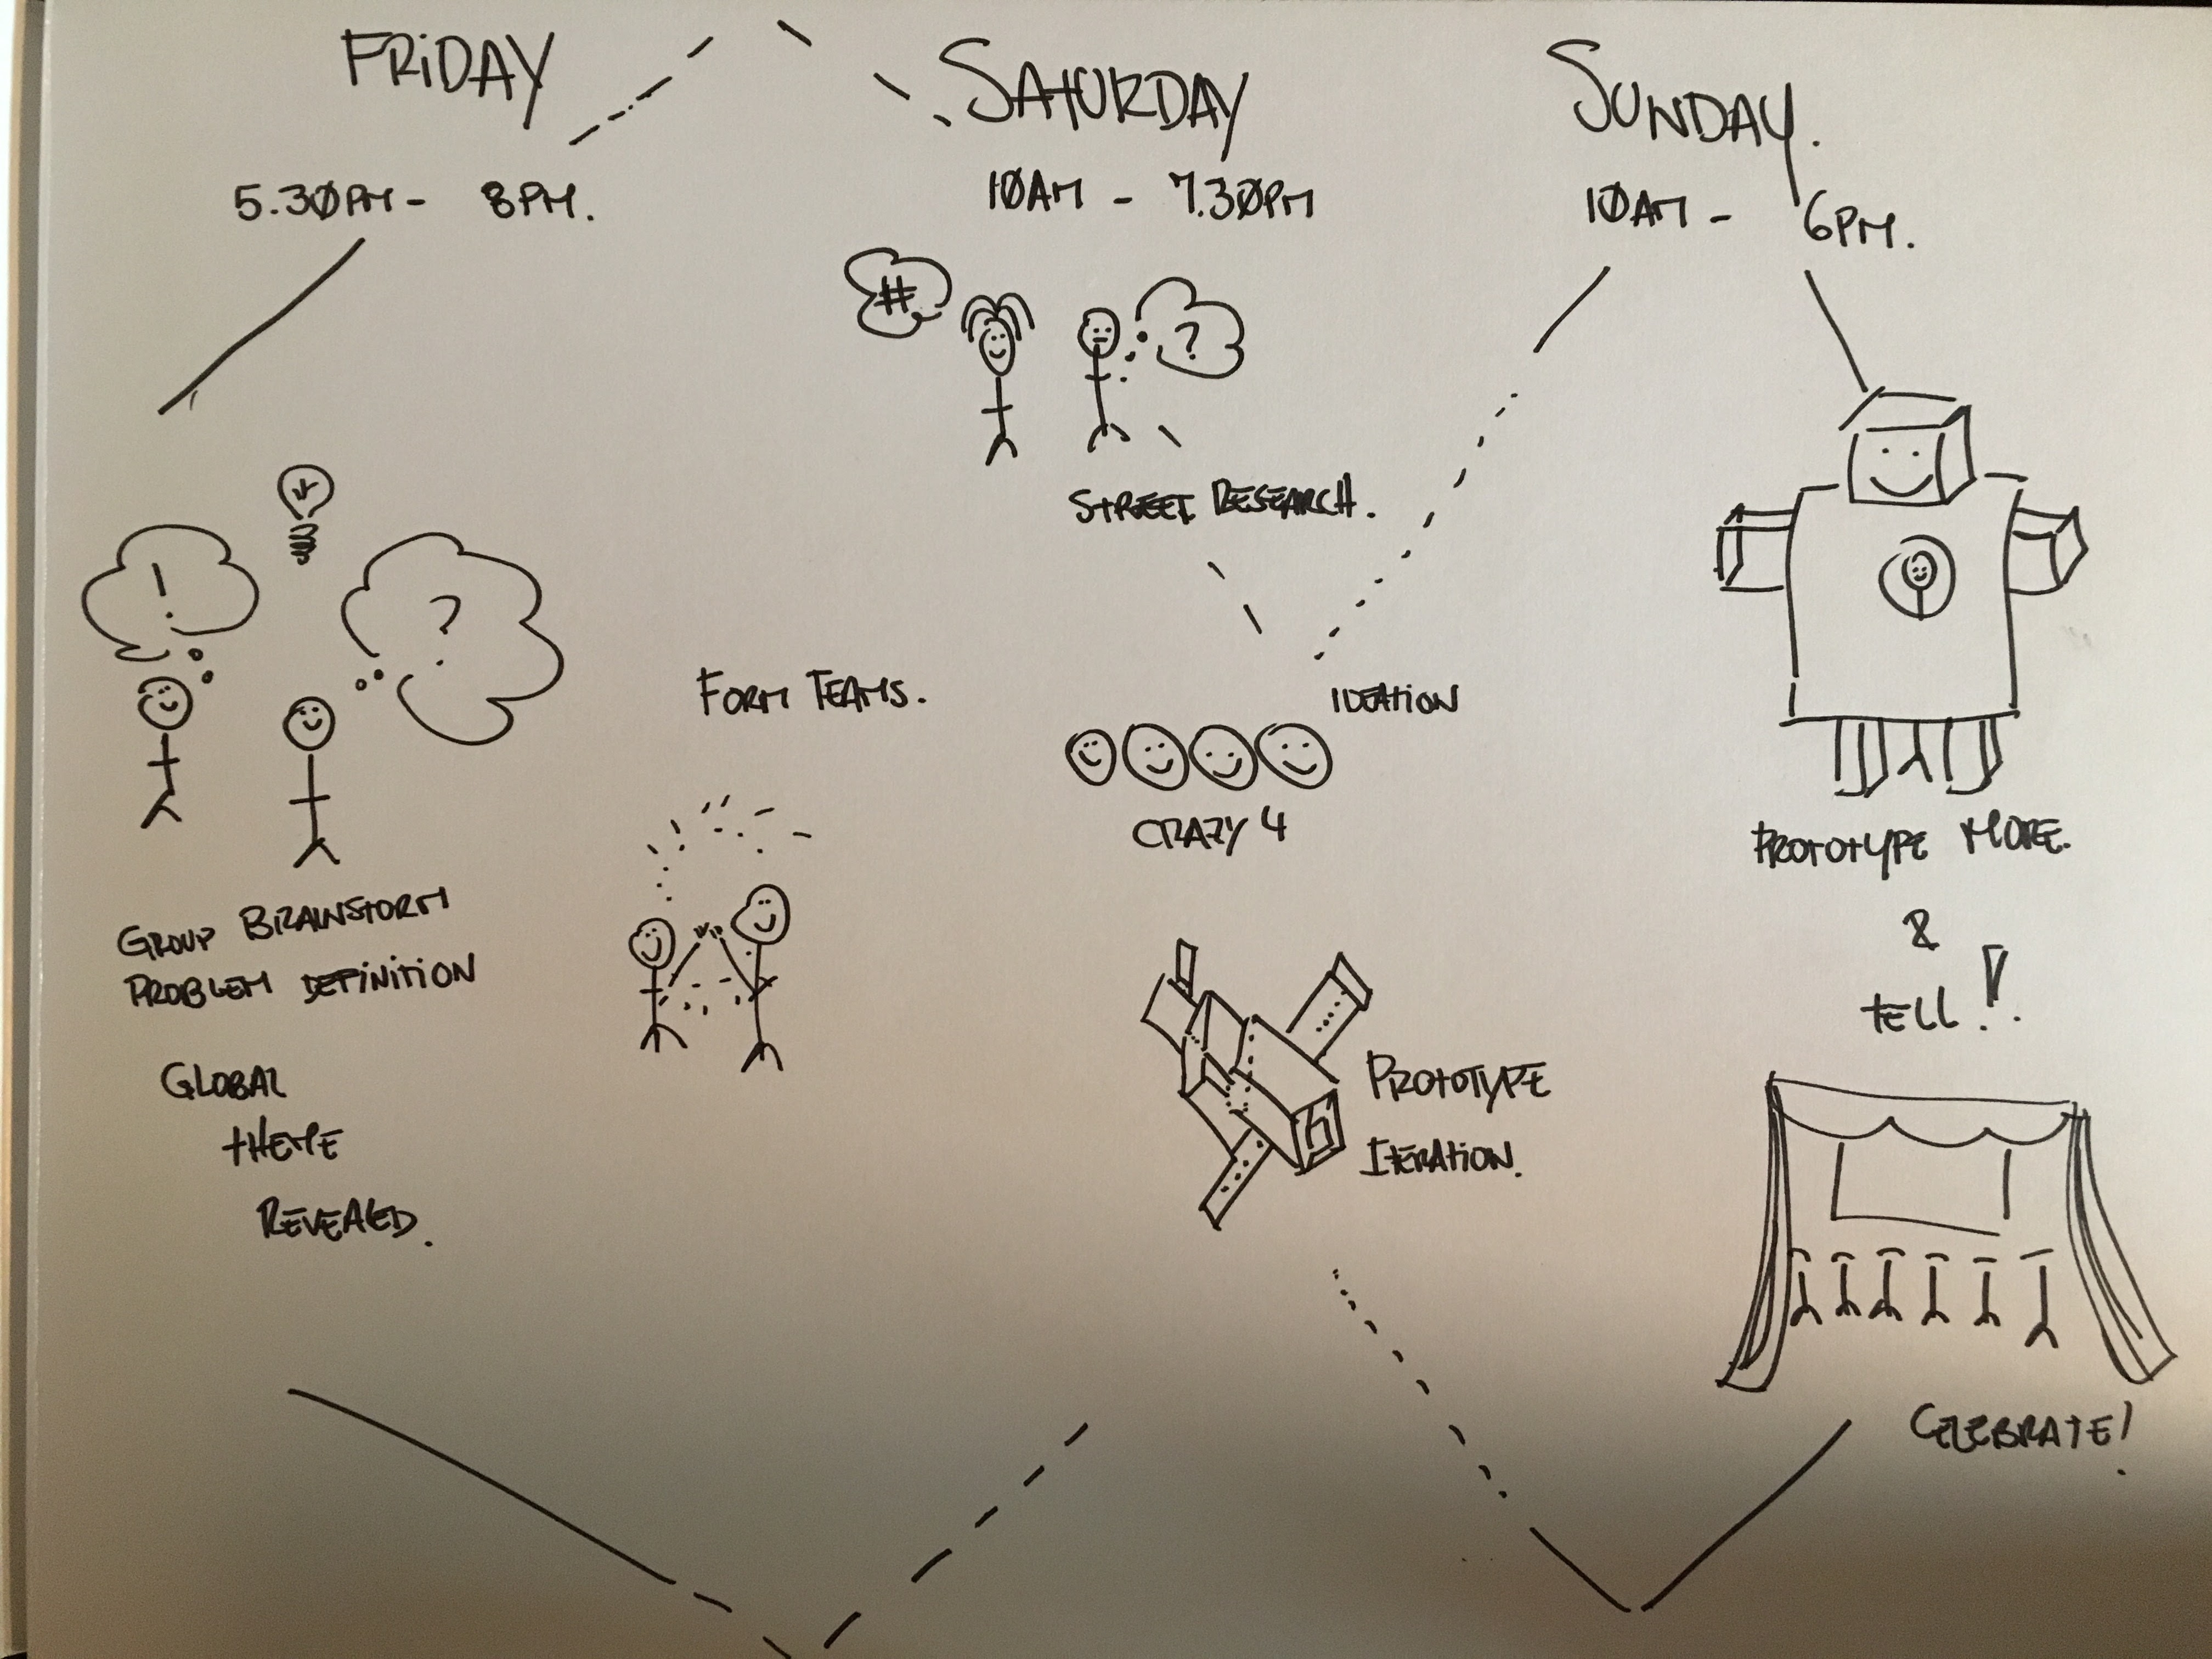 FRIDAY
5.30PM - 8PM.
!
?
GROUP BRAINSTORM
PROBLEM DEFINITION
GLOBAL
THEME
REVEALED.
FORM TEAMS.
SATURDAY
10AM - 7.30PM
#
?
STREET RESEARCH.
IDEATION
CRAZY 4
PROTOTYPE
ITERATION.
SUNDAY.
10AM - 6PM.
PROTOTYPE MORE.
&
TELL!!
CELEBRATE!